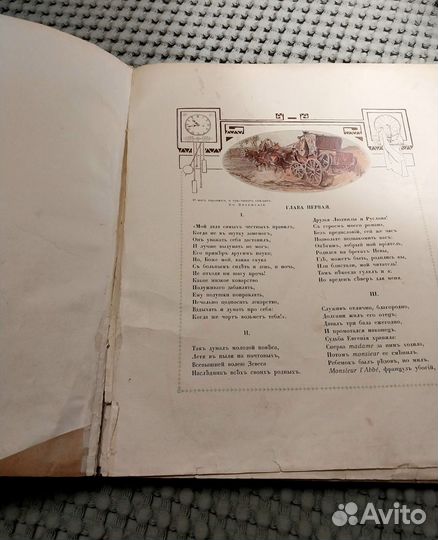 И жить торопится, и чувствовать спѣшитъ.
Кн. Вяземскій.
ГЛАВА ПЕРВАЯ.
I.
«Мой дядя самыхъ честныхъ правилъ,
Когда не въ шутку занемогъ,
Онъ уважать себя заставилъ,
И лучше выдумать не могъ:
Его примѣръ другимъ наука;
Но, Боже мой, какая скука
Съ больнымъ сидѣть и день, и ночь,
Не отходя ни шагу прочь!
Какое низкое коварство
Полуживого забавлять,
Ему подушки поправлять,
Печально подносить лекарство,
Вздыхать и думать про себя:
Когда же чортъ возьметъ тебя!»
II.
Такъ думалъ молодой повѣса,
Летя въ пыли на почтовыхъ,
Всевышней волею Зевеса
Наслѣдникъ всѣхъ своихъ родныхъ.
Друзья Людмилы и Руслана!
Съ героемъ моего романа
Безъ предисловій, сей же часъ
Позвольте познакомить васъ:
Онѣгинъ, добрый мой пріятель,
Родился на брегахъ Невы,
Гдѣ, можетъ быть, родились вы,
Или блистали, мой читатель!
Тамъ нѣкогда гулялъ и я:
Но вреденъ сѣверъ для меня.
III.
Служивъ отлично, благородно,
Долгами жилъ его отецъ;
Давалъ три бала ежегодно,
И промотался наконецъ.
Судьба Евгенія хранила:
Сперва madame за нимъ ходила,
Потомъ monsieur ее смѣнилъ.
Ребенокъ былъ рѣзовъ, но милъ.
Monsieur l'Abbé, французъ убогій,
Avito